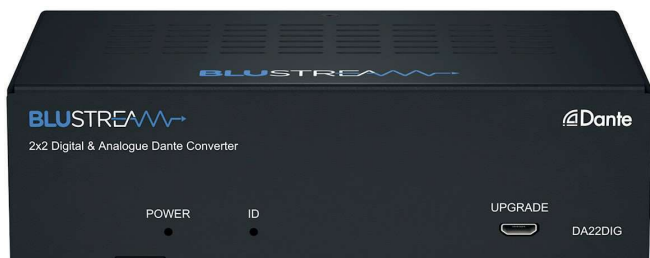 BLUSTREAM
BLUSTREAM
Dante
2x2 Digital & Analogue Dante Converter
POWER
ID
UPGRADE
DA22DIG